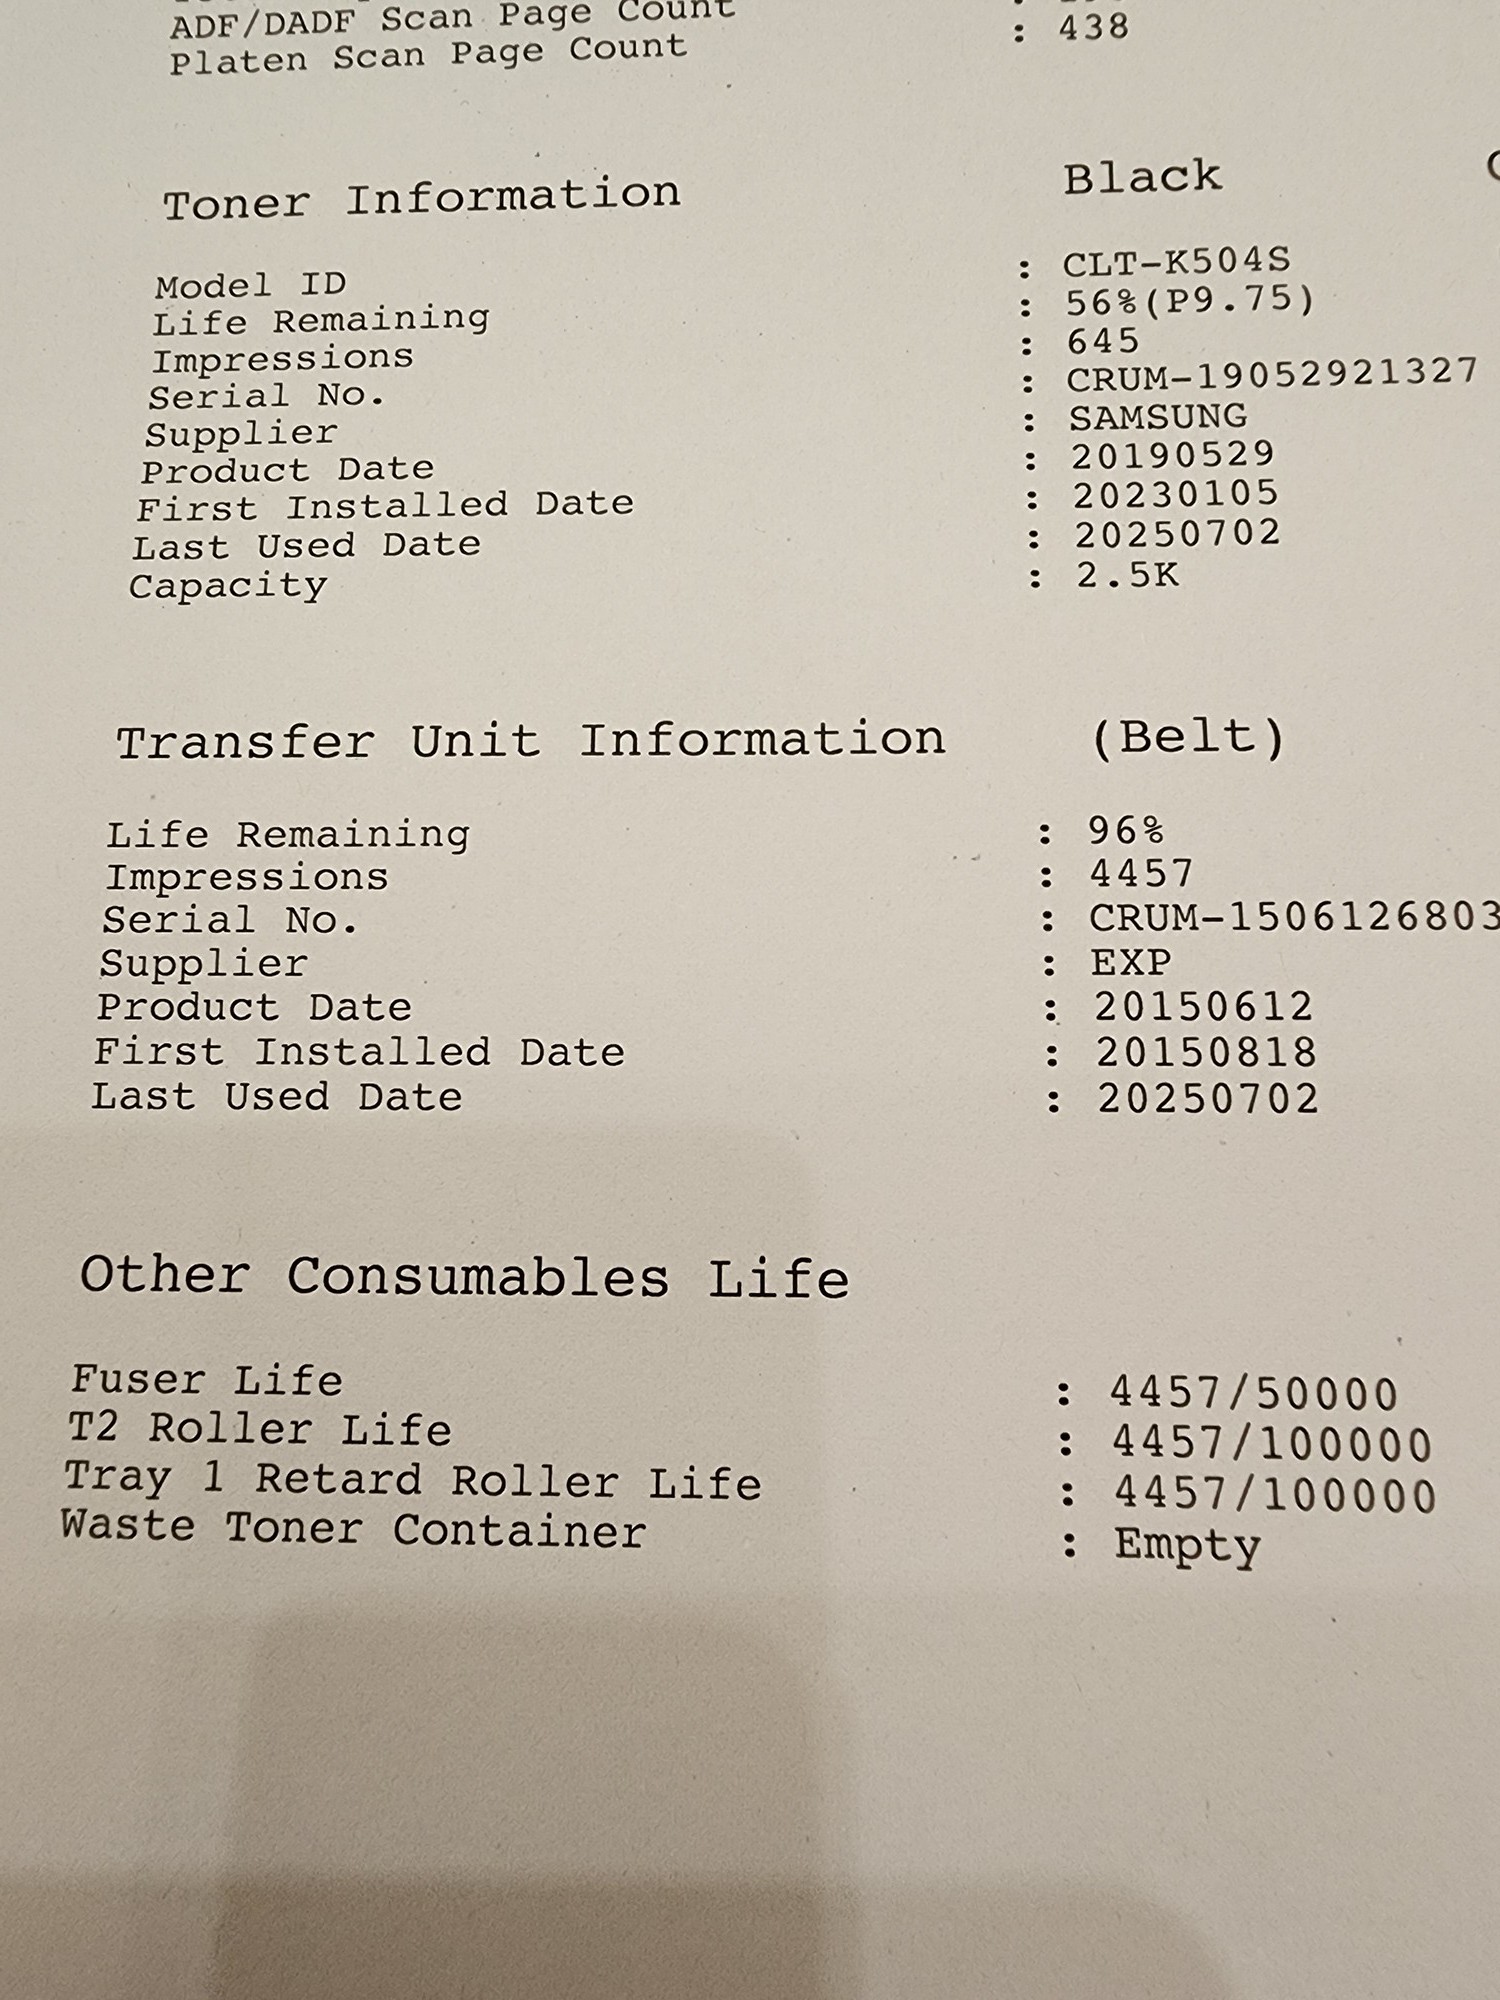 ADF/DADF Scan Page Count
Platen Scan Page Count : 438
Toner Information Black
Model ID : CLT-K504S
Life Remaining : 56%(P9.75)
Impressions : 645
Serial No. : CRUM-19052921327
Supplier : SAMSUNG
Product Date : 20190529
First Installed Date : 20230105
Last Used Date : 20250702
Capacity : 2.5K
Transfer Unit Information (Belt)
Life Remaining : 96%
Impressions : 4457
Serial No. : CRUM-1506126803
Supplier : EXP
Product Date : 20150612
First Installed Date : 20150818
Last Used Date : 20250702
Other Consumables Life
Fuser Life : 4457/50000
T2 Roller Life : 4457/100000
Tray 1 Retard Roller Life : 4457/100000
Waste Toner Container : Empty